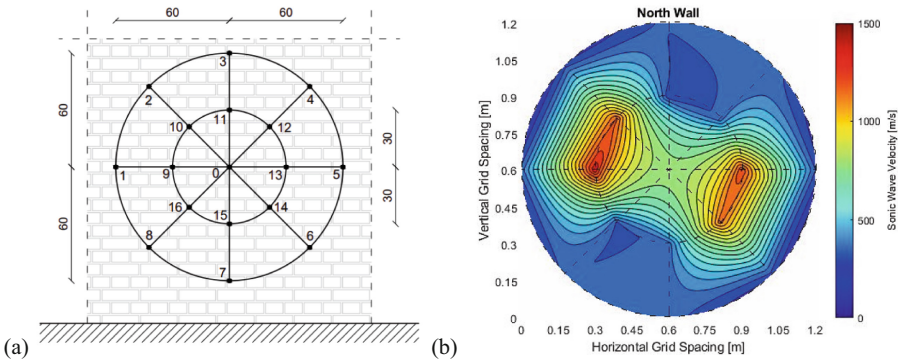 60 60
3
2 4
60
10 11 12
30
1 9 0 13 5
60
30
16 15 14
8 6
7
(a)
North Wall
1.2
1.05
0.9
0.75
0.6
0.45
0.3
0.15
0
Vertical Grid Spacing [m]
0 0.15 0.3 0.45 0.6 0.75 0.9 1.05 1.2
Horizontal Grid Spacing [m]
1500
1000
500
0
Sonic Wave Velocity [m/s]
(b)